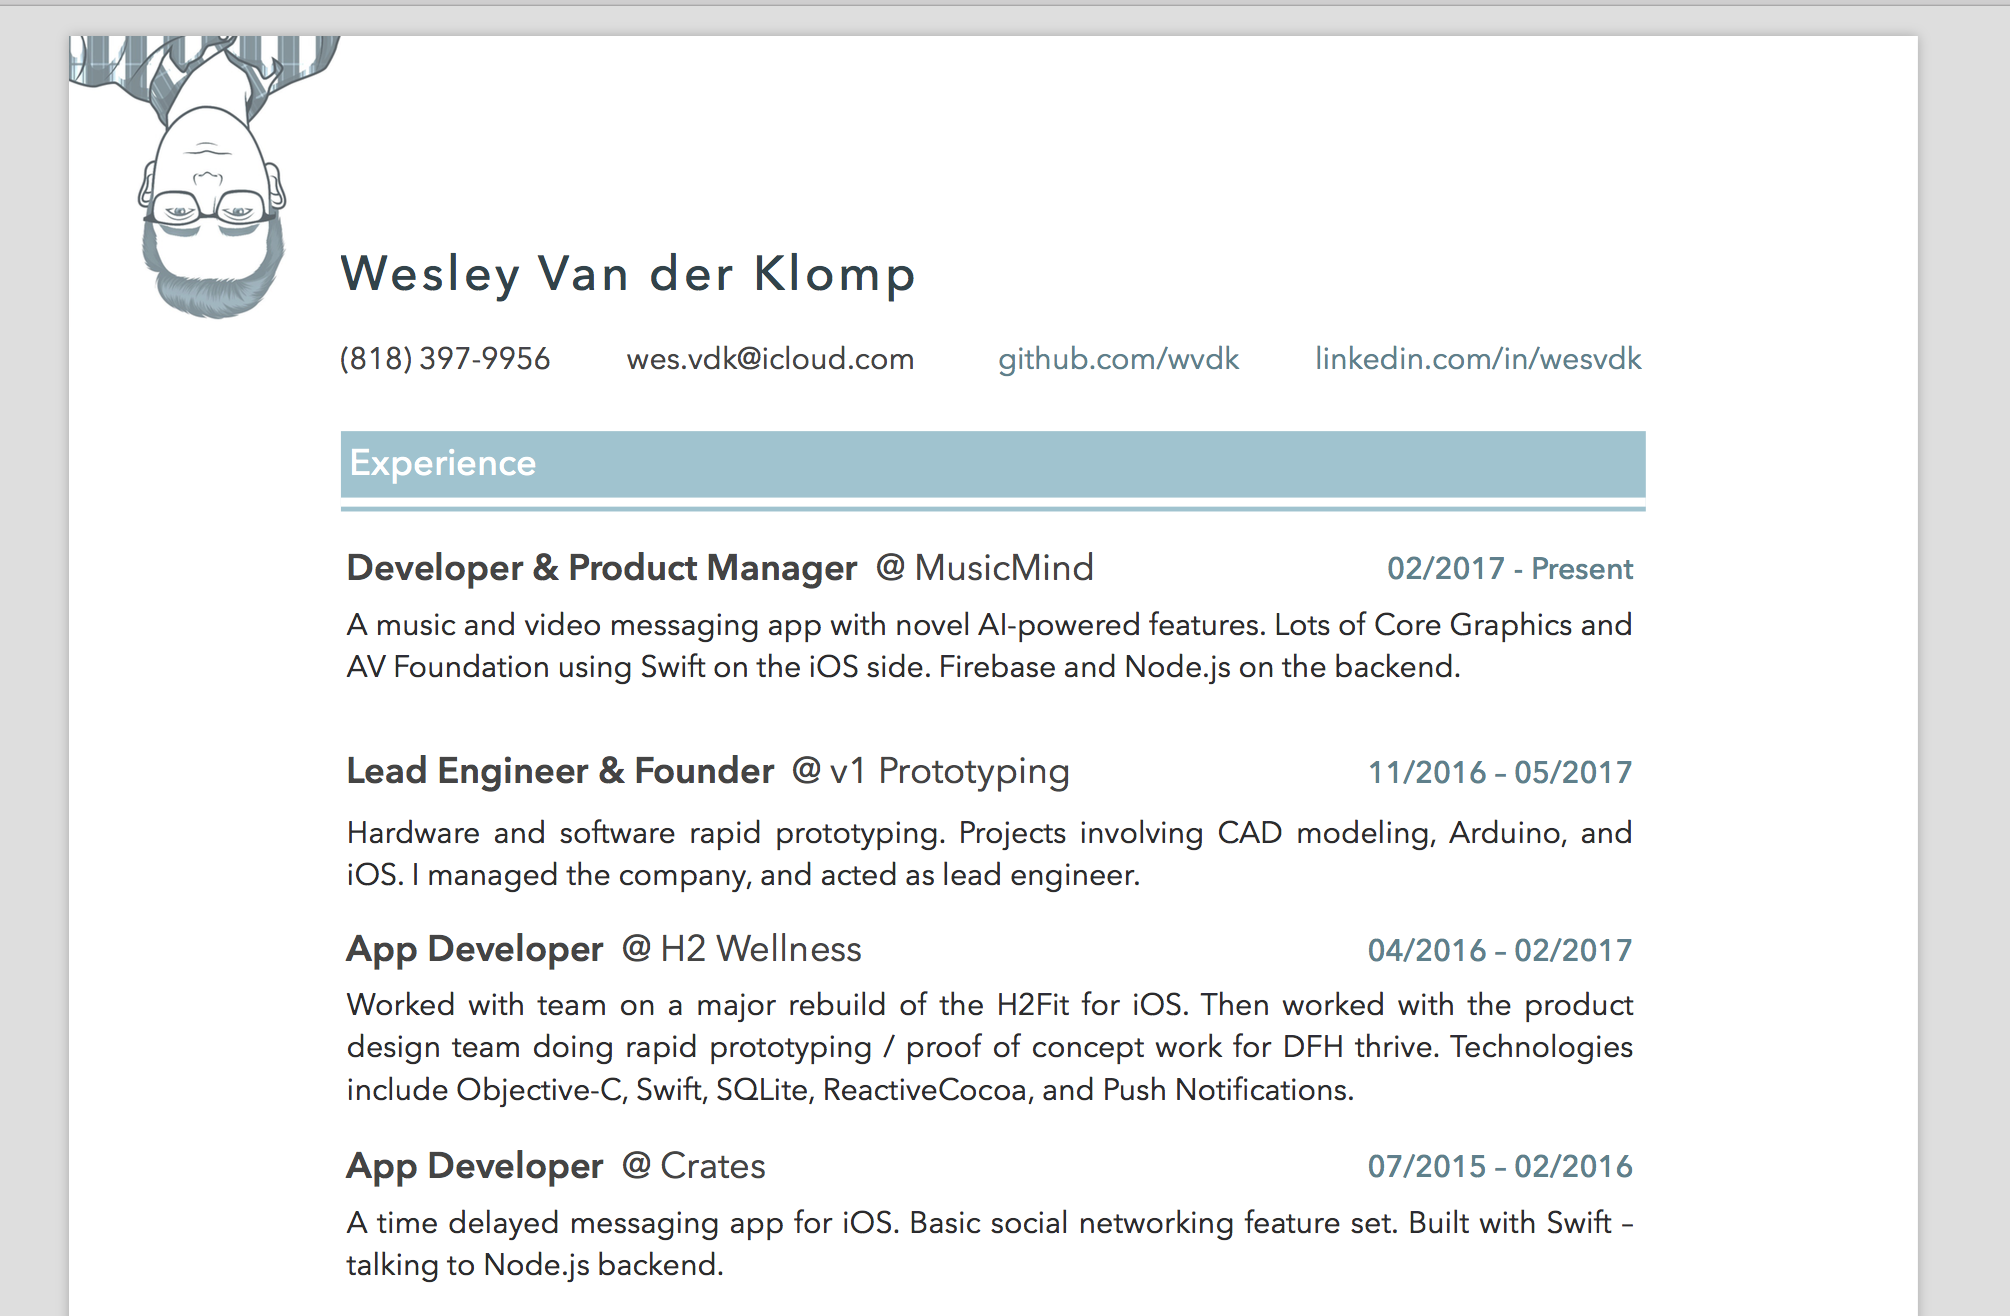 Wesley Van der Klomp
(818) 397-9956 wes.vdk@icloud.com github.com/wvdk linkedin.com/in/wesvdk
Experience
Developer & Product Manager @ MusicMind 02/2017 - Present
A music and video messaging app with novel AI-powered features. Lots of Core Graphics and
AV Foundation using Swift on the iOS side. Firebase and Node.js on the backend.
Lead Engineer & Founder @ v1 Prototyping 11/2016 – 05/2017
Hardware and software rapid prototyping. Projects involving CAD modeling, Arduino, and
iOS. I managed the company, and acted as lead engineer.
App Developer @ H2 Wellness 04/2016 – 02/2017
Worked with team on a major rebuild of the H2Fit for iOS. Then worked with the product
design team doing rapid prototyping / proof of concept work for DFH thrive. Technologies
include Objective-C, Swift, SQLite, ReactiveCocoa, and Push Notifications.
App Developer @ Crates 07/2015 – 02/2016
A time delayed messaging app for iOS. Basic social networking feature set. Built with Swift –
talking to Node.js backend.